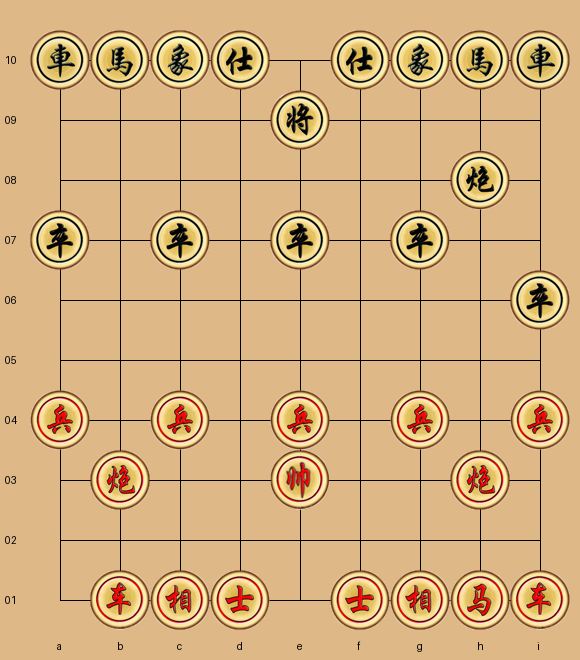 10 車 馬 象 仕 仕 象 馬 車
09 将
08 炮
07 卒 卒 卒 卒
06 卒
05
04 兵 兵 兵 兵 兵
03 炮 帅 炮
02
01 车 相 士 士 相 马 车
a b c d e f g h i